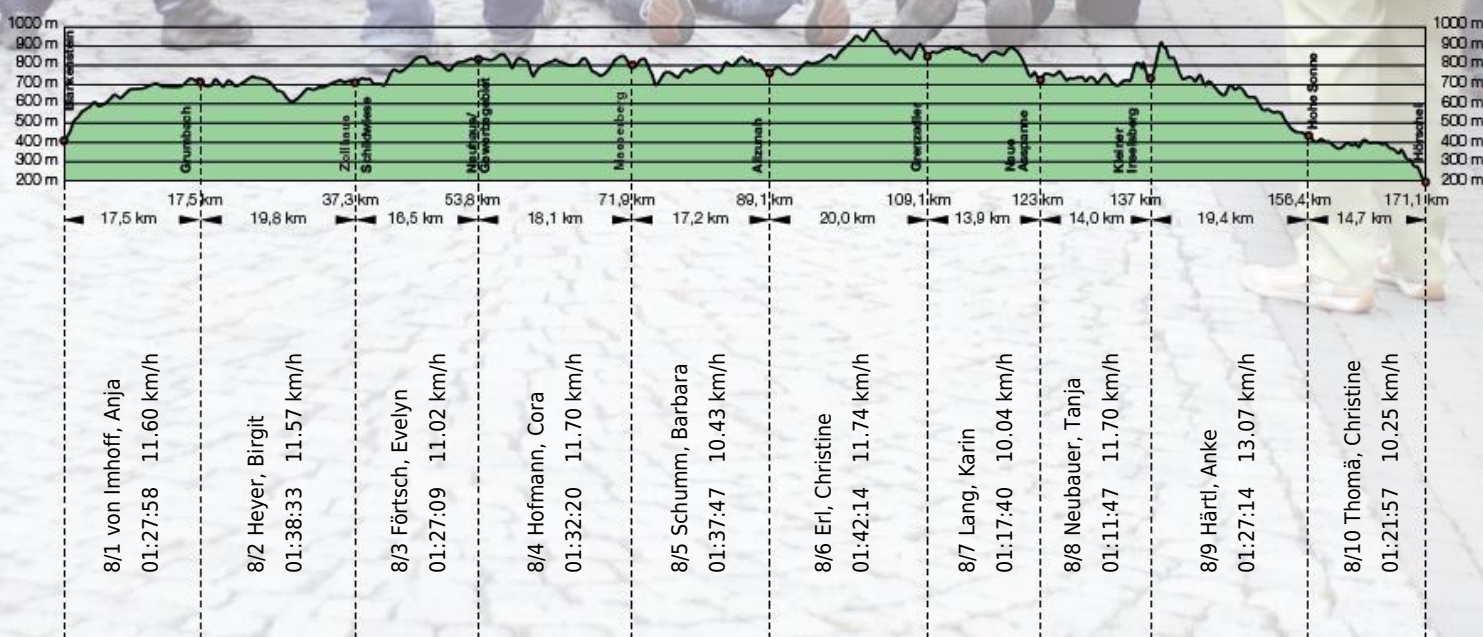 1000 m 1000 m
900 m 900 m
800 m 800 m
700 m 700 m
600 m 600 m
500 m 500 m
400 m 400 m
300 m 300 m
200 m 200 m
Blankenstein
Grumbach
Zollhaus
Schildwiese
Neuhaus/
Masserberg
Allzunah
Grenzadler
Neue
Ausspanne
Kleiner
Inselsberg
Hohe Sonne
Hörschel
17,5 km 37,3 km 53,8 km 71,9 km 89,1 km 109,1 km 123 km 137 km 156,4 km 171,1 km
17,5 km 19,8 km 16,5 km 18,1 km 17,2 km 20,0 km 13,9 km 14,0 km 19,4 km 14,7 km
8/1 von Imhoff, Anja
01:27:58 11.60 km/h
8/2 Heyer, Birgit
01:38:33 11.57 km/h
8/3 Förtsch, Evelyn
01:27:09 11.02 km/h
8/4 Hofmann, Cora
01:32:20 11.70 km/h
8/5 Schumm, Barbara
01:37:47 10.43 km/h
8/6 Erl, Christine
01:42:14 11.74 km/h
8/7 Lang, Karin
01:17:40 10.04 km/h
8/8 Neubauer, Tanja
01:11:47 11.70 km/h
8/9 Härtl, Anke
01:27:14 13.07 km/h
8/10 Thomä, Christine
01:21:57 10.25 km/h